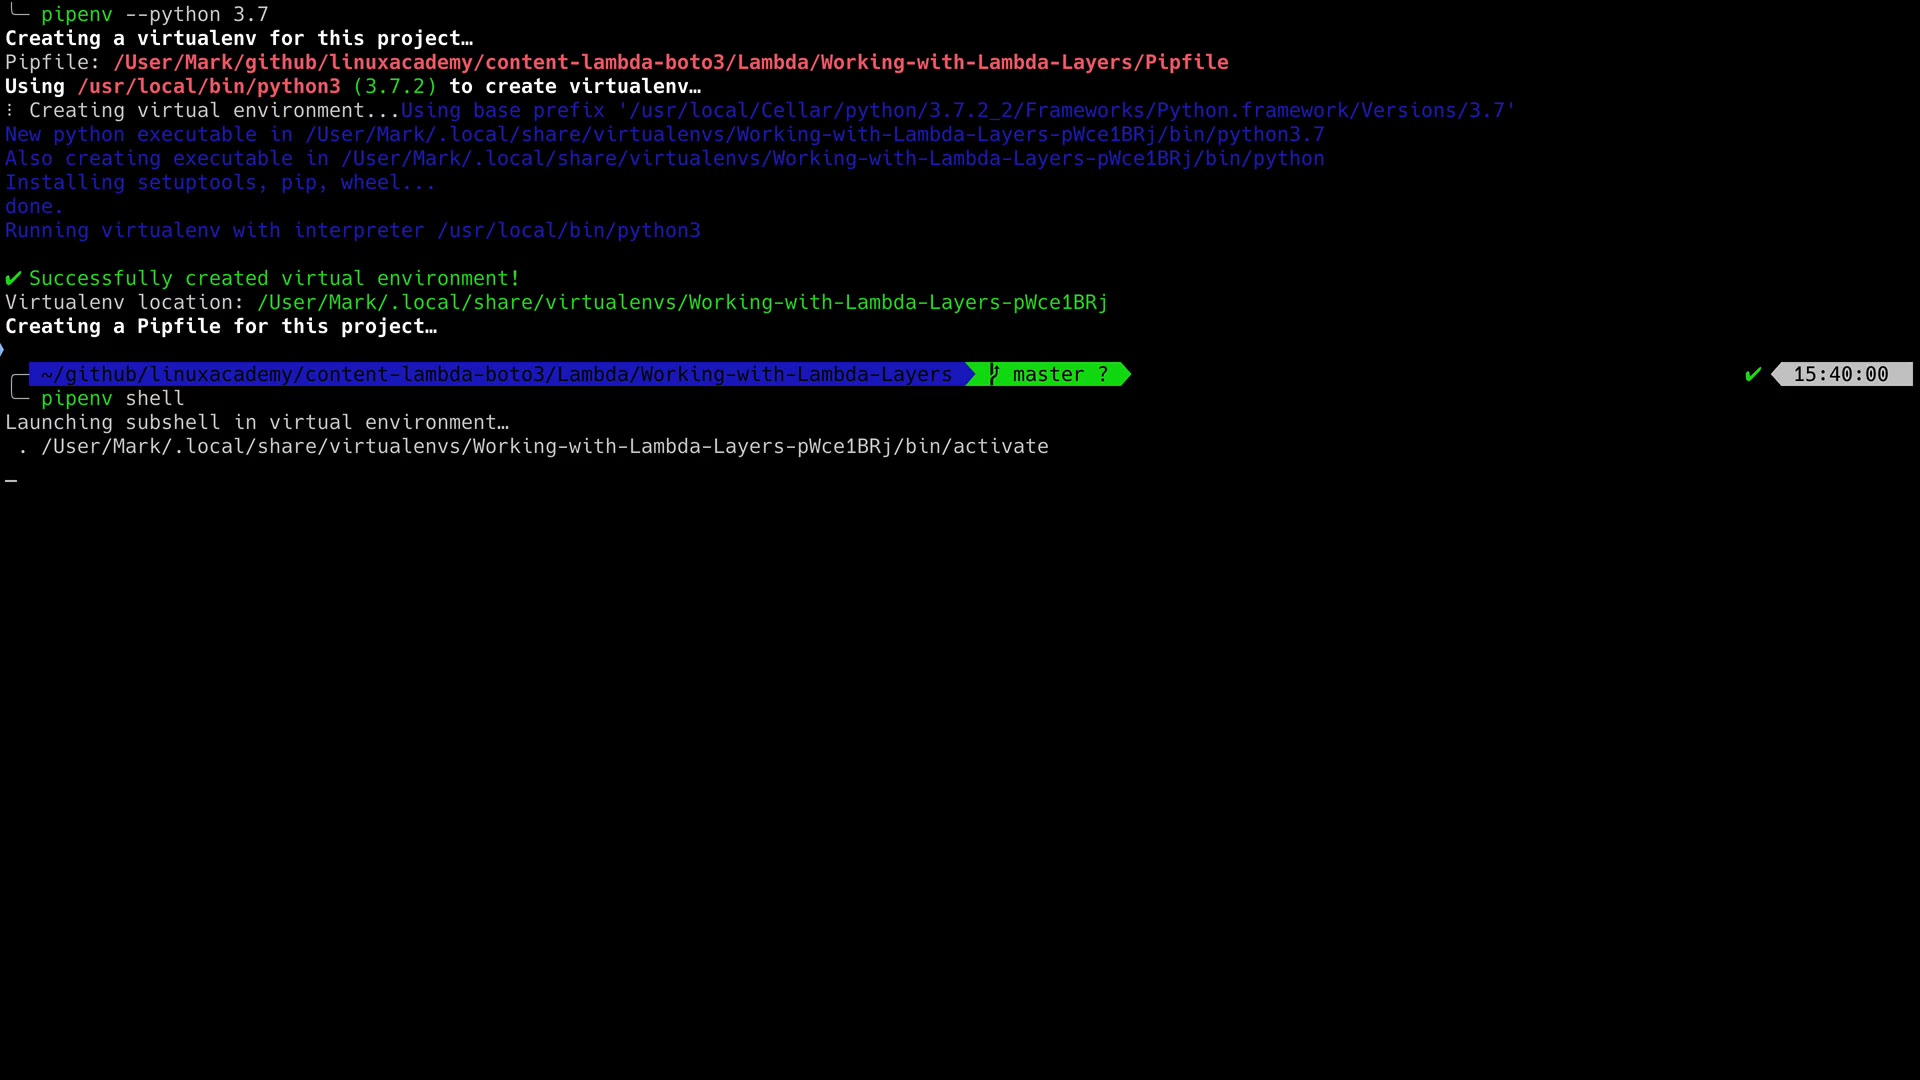 pipenv --python 3.7
Creating a virtualenv for this project…
Pipfile: /User/Mark/github/linuxacademy/content-lambda-boto3/Lambda/Working-with-Lambda-Layers/Pipfile
Using /usr/local/bin/python3 (3.7.2) to create virtualenv…
⠸ Creating virtual environment...Using base prefix '/usr/local/Cellar/python/3.7.2_2/Frameworks/Python.framework/Versions/3.7'
New python executable in /User/Mark/.local/share/virtualenvs/Working-with-Lambda-Layers-pWce1BRj/bin/python3.7
Also creating executable in /User/Mark/.local/share/virtualenvs/Working-with-Lambda-Layers-pWce1BRj/bin/python
Installing setuptools, pip, wheel...
done.
Running virtualenv with interpreter /usr/local/bin/python3
✔ Successfully created virtual environment!
Virtualenv location: /User/Mark/.local/share/virtualenvs/Working-with-Lambda-Layers-pWce1BRj
Creating a Pipfile for this project…
~/github/linuxacademy/content-lambda-boto3/Lambda/Working-with-Lambda-Layers master ? ✔ 15:40:00
pipenv shell
Launching subshell in virtual environment…
. /User/Mark/.local/share/virtualenvs/Working-with-Lambda-Layers-pWce1BRj/bin/activate